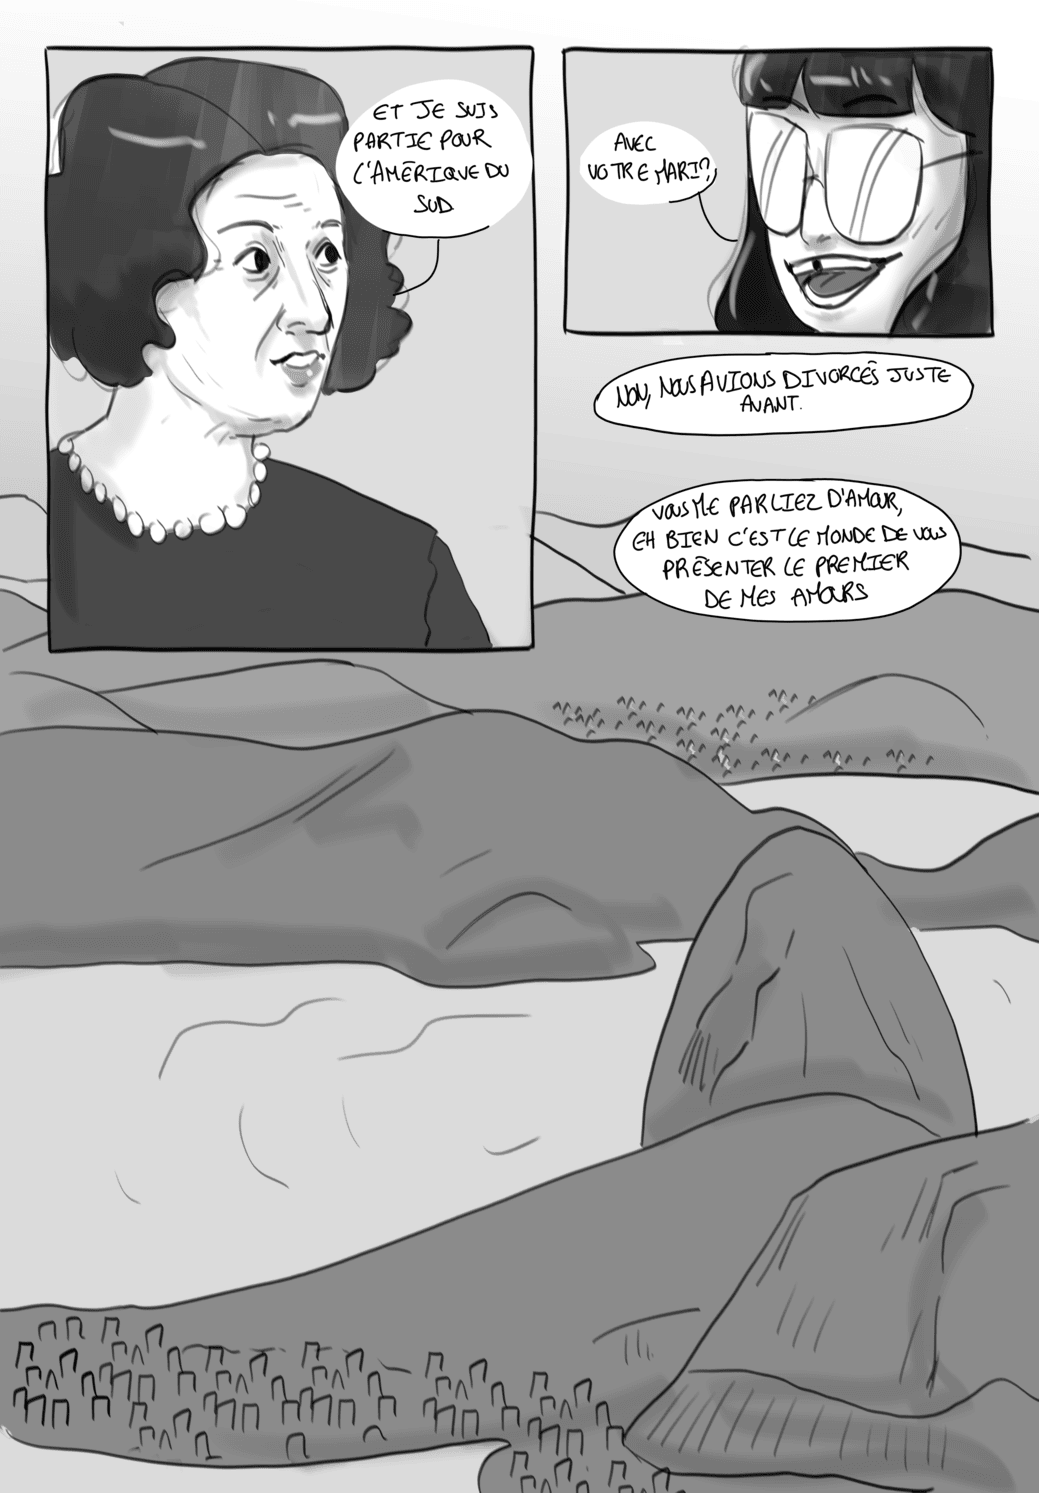 ET JE SUIS
PARTIE POUR
L'AMÉRIQUE DU
SUD
AVEC
VOTRE MARI?
NON, NOUS AVIONS DIVORCÉS JUSTE
AVANT.
VOUS ME PARLIEZ D'AMOUR,
EH BIEN C'EST LE MONDE DE VOUS
PRÉSENTER LE PREMIER
DE MES AMOURS